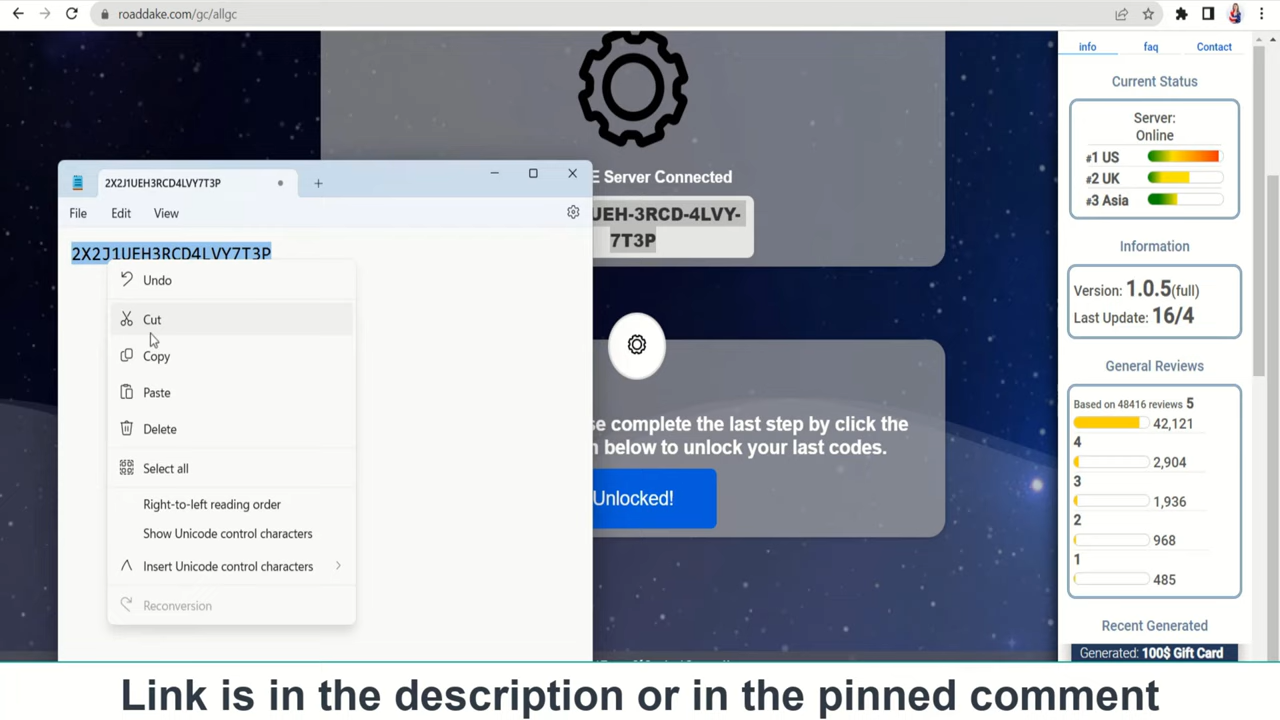 roaddake.com/gc/allgc
info
faq
Contact
Current Status
Server:
Online
#1 US
#2 UK
#3 Asia
Information
Version: 1.0.5(full)
Last Update: 16/4
General Reviews
Based on 48416 reviews 5
42,121
4
2,904
3
1,936
2
968
1
485
Recent Generated
Generated: 100$ Gift Card
E Server Connected
UEH-3RCD-4LVY-
7T3P
complete the last step by click the
below to unlock your last codes.
Unlocked!
2X2J1UEH3RCD4LVY7T3P
File
Edit
View
2X2J1UEH3RCD4LVY7T3P
Undo
Cut
Copy
Paste
Delete
Select all
Right-to-left reading order
Show Unicode control characters
Insert Unicode control characters
Reconversion
Link is in the description or in the pinned comment